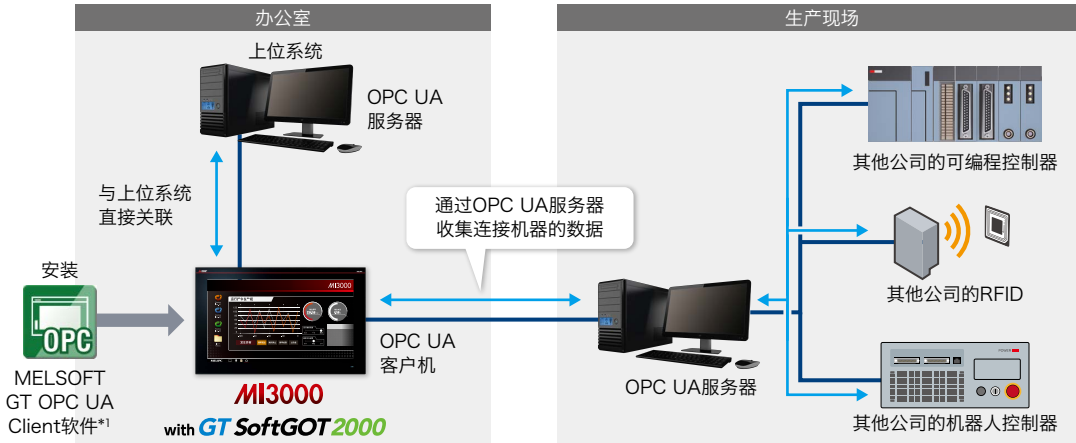 办公室
上位系统
OPC UA
服务器
与上位系统
直接关联
安装
OPC
MELSOFT
GT OPC UA
Client软件*1
MI3000
OPC UA
客户机
MI3000
with GT SoftGOT2000
通过OPC UA服务器
收集连接机器的数据
生产现场
OPC UA服务器
其他公司的可编程控制器
其他公司的RFID
其他公司的机器人控制器